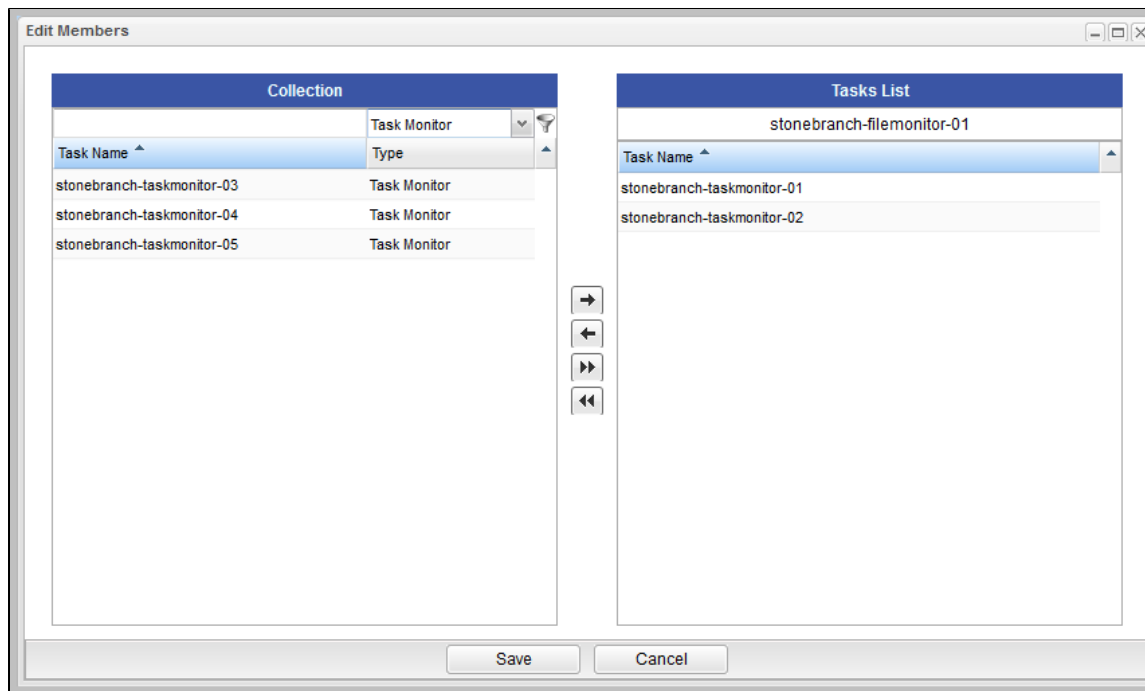 Edit Members
Collection
Task Monitor
Task Name Type
stonebranch-taskmonitor-03 Task Monitor
stonebranch-taskmonitor-04 Task Monitor
stonebranch-taskmonitor-05 Task Monitor
Tasks List
stonebranch-filemonitor-01
Task Name
stonebranch-taskmonitor-01
stonebranch-taskmonitor-02
Save Cancel